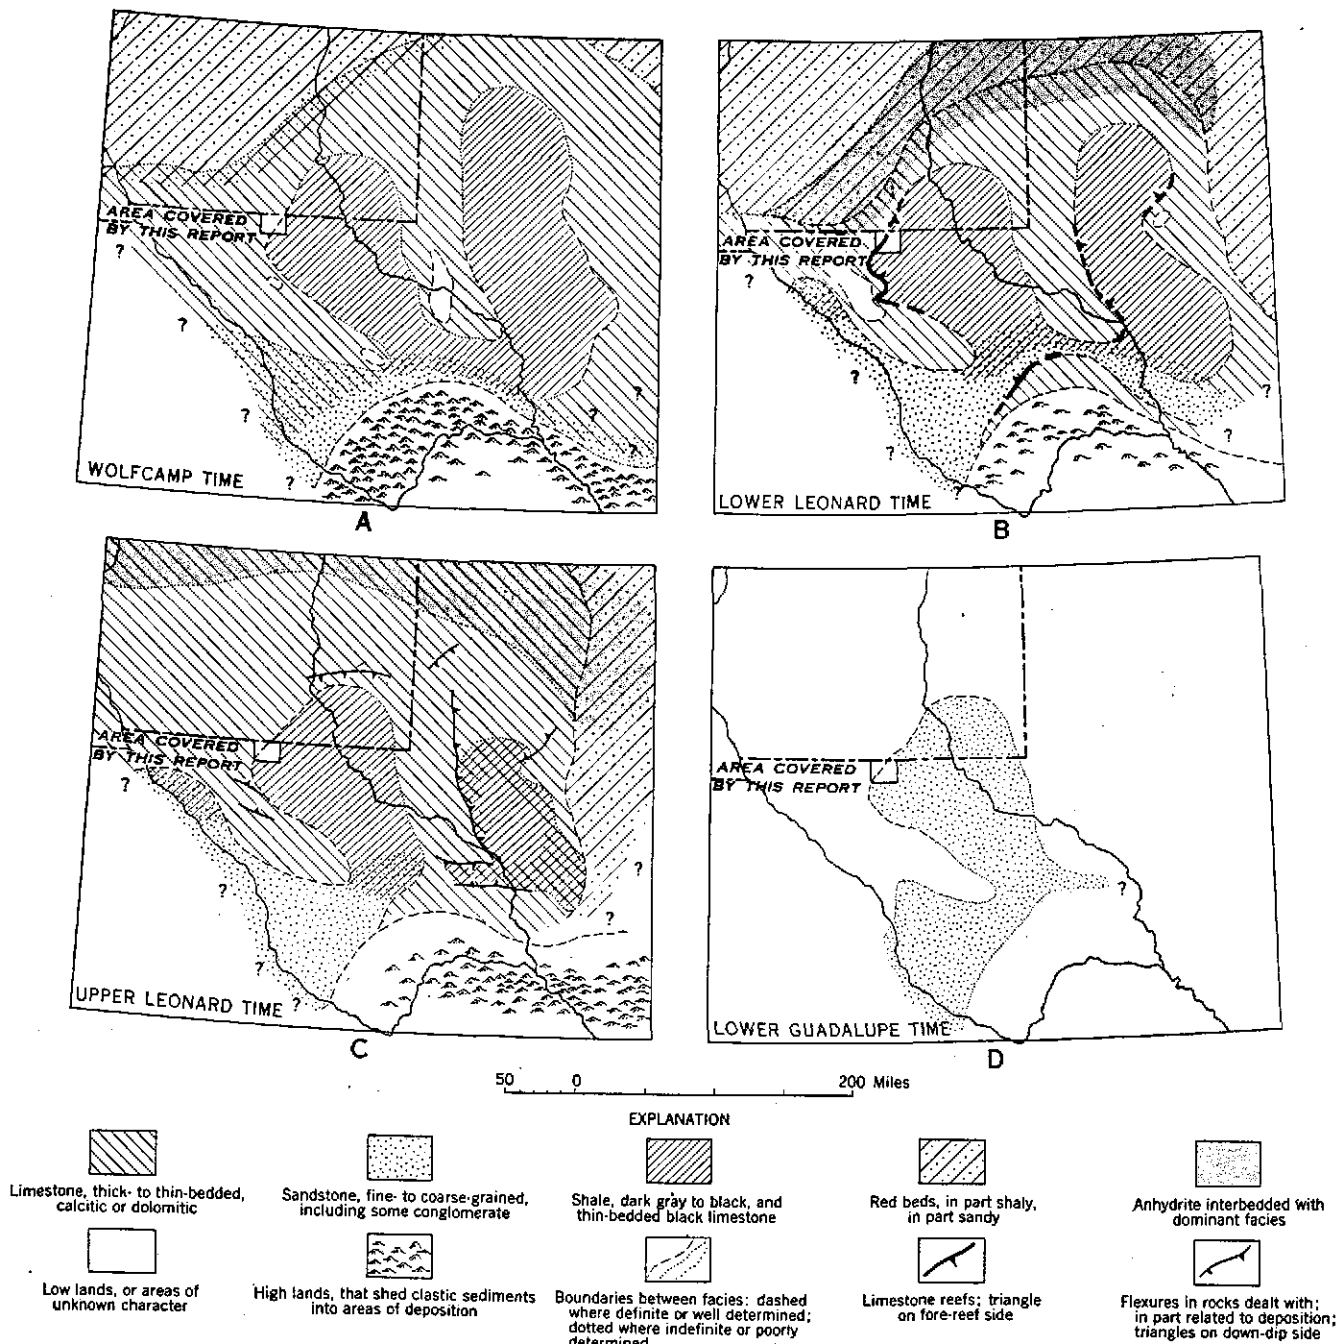 AREA COVERED
BY THIS REPORT
?
?
?
?
?
?
?
WOLFCAMP TIME
A
AREA COVERED
BY THIS REPORT
?
?
?
?
?
LOWER LEONARD TIME
B
AREA COVERED
BY THIS REPORT
?
?
?
?
?
?
UPPER LEONARD TIME
C
AREA COVERED
BY THIS REPORT
?
LOWER GUADALUPE TIME
D
50 0 200 Miles
EXPLANATION
Limestone, thick- to thin-bedded,
calcitic or dolomitic
Sandstone, fine- to coarse-grained,
including some conglomerate
Shale, dark gray to black, and
thin-bedded black limestone
Red beds, in part shaly,
in part sandy
Anhydrite interbedded with
dominant facies
Low lands, or areas of
unknown character
High lands, that shed clastic sediments
into areas of deposition
Boundaries between facies: dashed
where definite or well determined;
dotted where indefinite or poorly
determined
Limestone reefs; triangle
on fore-reef side
Flexures in rocks dealt with;
in part related to deposition;
triangles on down-dip side